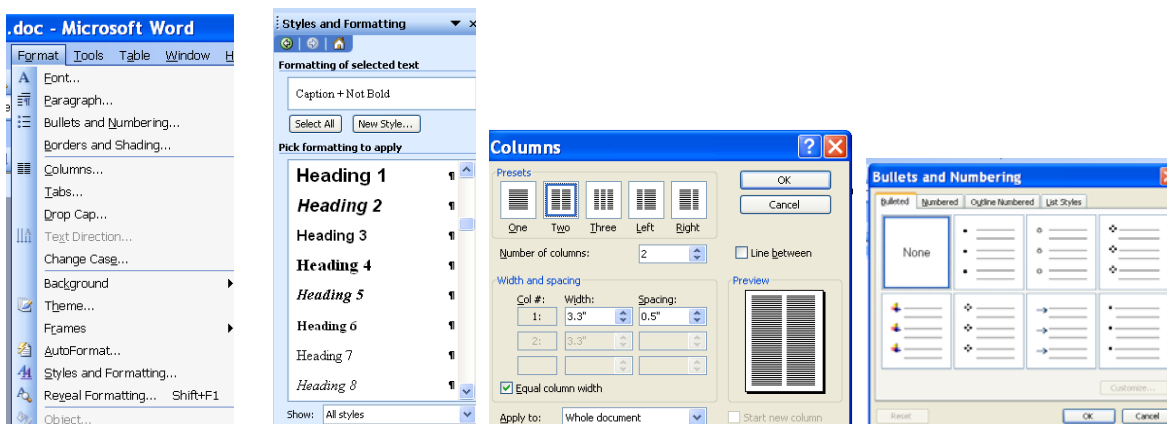 .doc - Microsoft Word
Format Tools Table Window H
Font...
Paragraph...
Bullets and Numbering...
Borders and Shading...
Columns...
Tabs...
Drop Cap...
Text Direction...
Change Case...
Background
Theme...
Frames
AutoFormat...
Styles and Formatting...
Reveal Formatting... Shift+F1
Object...
Styles and Formatting
Formatting of selected text
Caption + Not Bold
Select All New Style...
Pick formatting to apply
Heading 1 ¶
Heading 2 ¶
Heading 3 ¶
Heading 4 ¶
Heading 5 ¶
Heading 6 ¶
Heading 7 ¶
Heading 8 ¶
Show: All styles
Columns
Presets
OK
Cancel
One Two Three Left Right
Number of columns: 2
Line between
Width and spacing
Preview
Col #: Width: Spacing:
1: 3.3" 0.5"
2: 3.3"
Equal column width
Apply to: Whole document
Start new column
Bullets and Numbering
Bulleted Numbered Outline Numbered List Styles
None
Customize...
Reset OK Cancel